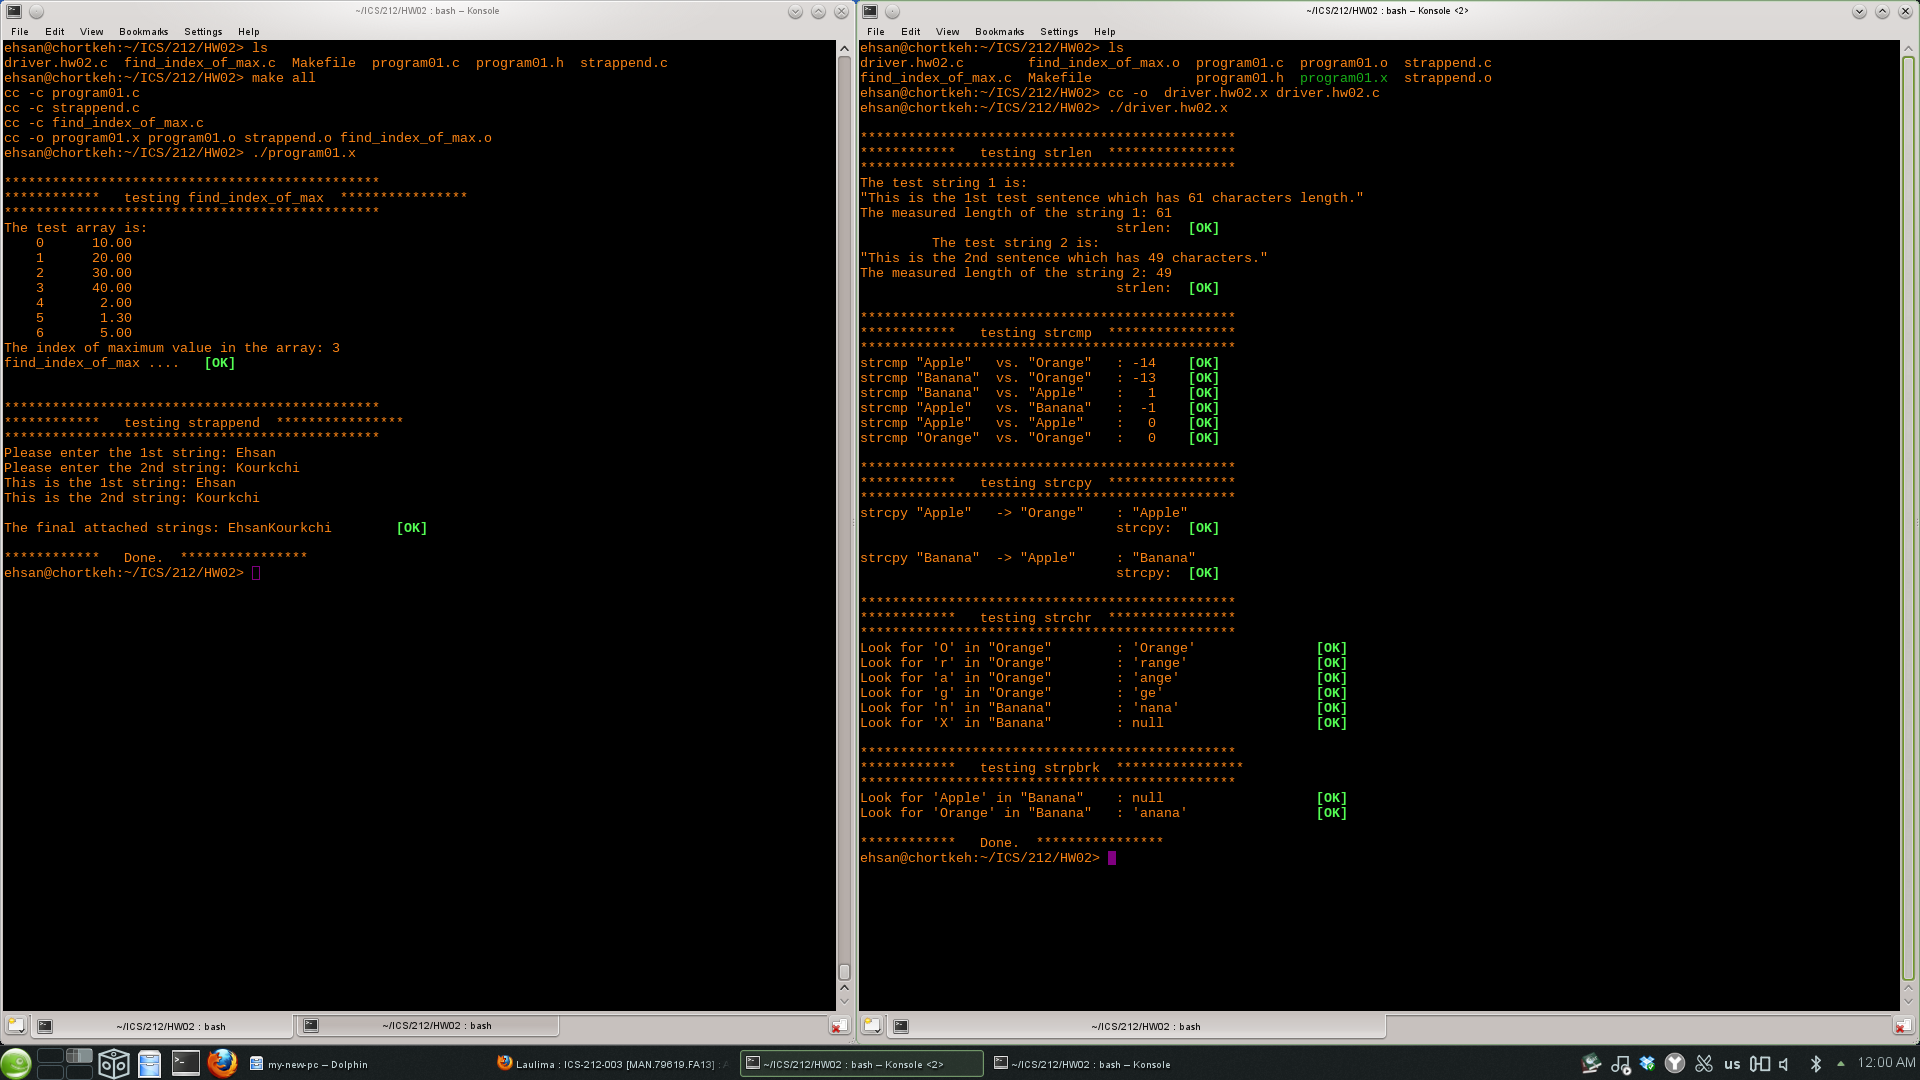 ~/ICS/212/HW02 : bash – Konsole
File Edit View Bookmarks Settings Help
ehsan@chortkeh:~/ICS/212/HW02> ls
driver.hw02.c  find_index_of_max.c  Makefile  program01.c  program01.h  strappend.c
ehsan@chortkeh:~/ICS/212/HW02> make all
cc -c program01.c
cc -c strappend.c
cc -c find_index_of_max.c
cc -o program01.x program01.o strappend.o find_index_of_max.o
ehsan@chortkeh:~/ICS/212/HW02> ./program01.x
***********************************************
************   testing find_index_of_max  ****************
***********************************************
The test array is:
0      10.00
1      20.00
2      30.00
3      40.00
4       2.00
5       1.30
6       5.00
The index of maximum value in the array: 3
find_index_of_max ....   [OK]
***********************************************
************   testing strappend  ****************
***********************************************
Please enter the 1st string: Ehsan
Please enter the 2nd string: Kourkchi
This is the 1st string: Ehsan
This is the 2nd string: Kourkchi
The final attached strings: EhsanKourkchi        [OK]
************   Done.  ****************
ehsan@chortkeh:~/ICS/212/HW02>
~/ICS/212/HW02 : bash
~/ICS/212/HW02 : bash
~/ICS/212/HW02 : bash – Konsole <2>
File Edit View Bookmarks Settings Help
ehsan@chortkeh:~/ICS/212/HW02> ls
driver.hw02.c        find_index_of_max.o  program01.c  program01.o  strappend.c
find_index_of_max.c  Makefile             program01.h  program01.x  strappend.o
ehsan@chortkeh:~/ICS/212/HW02> cc -o  driver.hw02.x driver.hw02.c
ehsan@chortkeh:~/ICS/212/HW02> ./driver.hw02.x
***********************************************
************   testing strlen  ****************
***********************************************
The test string 1 is:
"This is the 1st test sentence which has 61 characters length."
The measured length of the string 1: 61
strlen:  [OK]
The test string 2 is:
"This is the 2nd sentence which has 49 characters."
The measured length of the string 2: 49
strlen:  [OK]
***********************************************
************   testing strcmp  ****************
***********************************************
strcmp "Apple"   vs. "Orange"   : -14    [OK]
strcmp "Banana"  vs. "Orange"   : -13    [OK]
strcmp "Banana"  vs. "Apple"    :   1    [OK]
strcmp "Apple"   vs. "Banana"   :  -1    [OK]
strcmp "Apple"   vs. "Apple"    :   0    [OK]
strcmp "Orange"  vs. "Orange"   :   0    [OK]
***********************************************
************   testing strcpy  ****************
***********************************************
strcpy "Apple"   -> "Orange"    : "Apple"
strcpy:  [OK]
strcpy "Banana"  -> "Apple"     : "Banana"
strcpy:  [OK]
***********************************************
************   testing strchr  ****************
***********************************************
Look for 'O' in "Orange"        : 'Orange'               [OK]
Look for 'r' in "Orange"        : 'range'                [OK]
Look for 'a' in "Orange"        : 'ange'                 [OK]
Look for 'g' in "Orange"        : 'ge'                   [OK]
Look for 'n' in "Banana"        : 'nana'                 [OK]
Look for 'X' in "Banana"        : null                   [OK]
***********************************************
************   testing strpbrk  ****************
***********************************************
Look for 'Apple' in "Banana"    : null                   [OK]
Look for 'Orange' in "Banana"   : 'anana'                [OK]
************   Done.  ****************
ehsan@chortkeh:~/ICS/212/HW02>
~/ICS/212/HW02 : bash
my-new-pc – Dolphin
Laulima : ICS-212-003 [MAN.79619.FA13] :
~/ICS/212/HW02 : bash – Konsole <2>
~/ICS/212/HW02 : bash – Konsole
us
12:00 AM